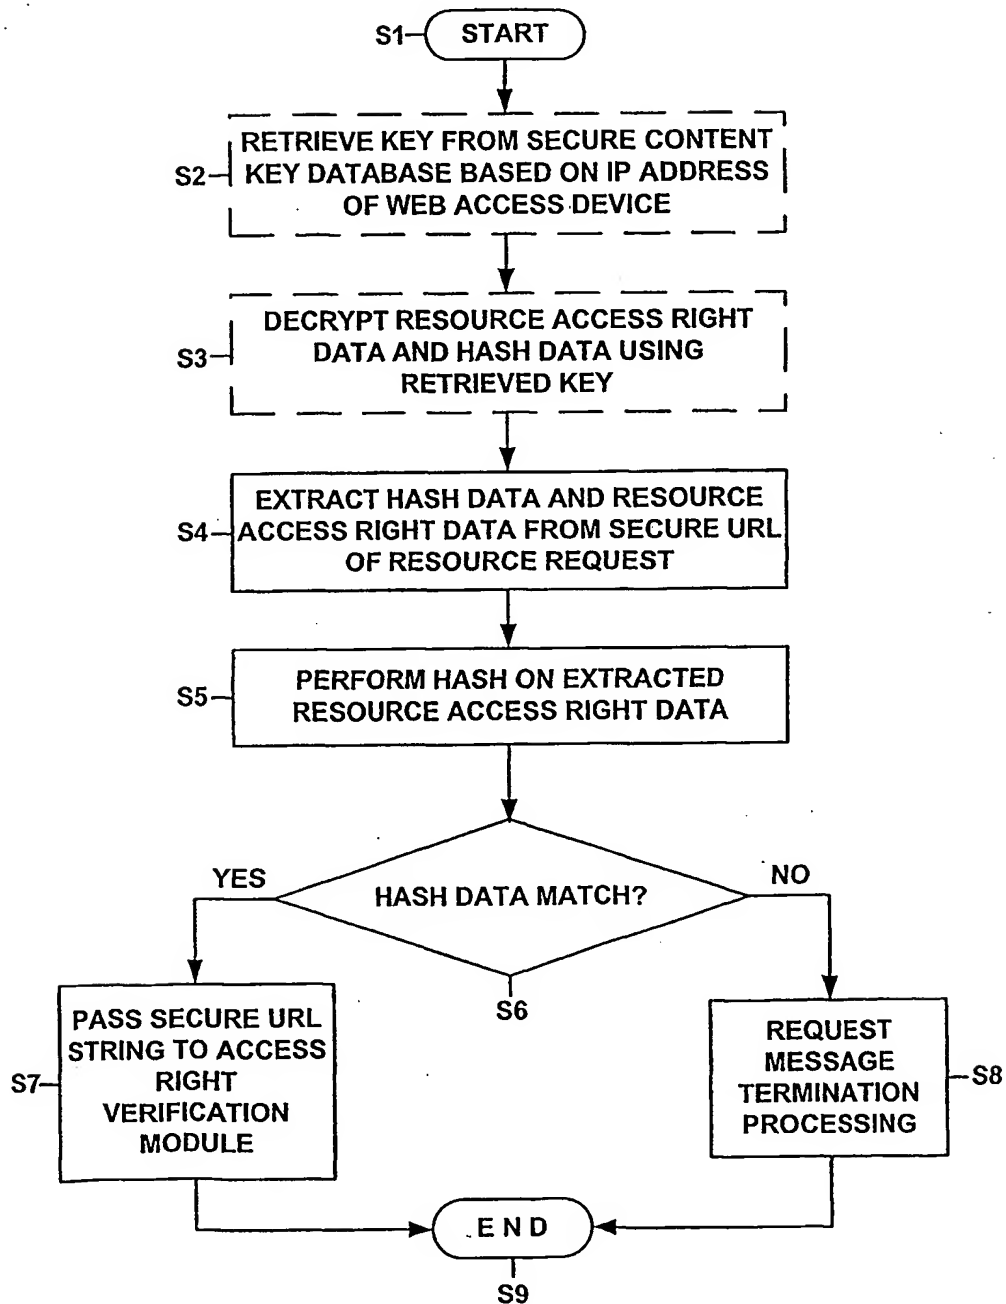 S1
START
RETRIEVE KEY FROM SECURE CONTENT
KEY DATABASE BASED ON IP ADDRESS
OF WEB ACCESS DEVICE
S2
DECRYPT RESOURCE ACCESS RIGHT
DATA AND HASH DATA USING
RETRIEVED KEY
S3
EXTRACT HASH DATA AND RESOURCE
ACCESS RIGHT DATA FROM SECURE URL
OF RESOURCE REQUEST
S4
PERFORM HASH ON EXTRACTED
RESOURCE ACCESS RIGHT DATA
S5
YES
HASH DATA MATCH?
NO
S6
PASS SECURE URL
STRING TO ACCESS
RIGHT
VERIFICATION
MODULE
S7
REQUEST
MESSAGE
TERMINATION
PROCESSING
S8
END
S9